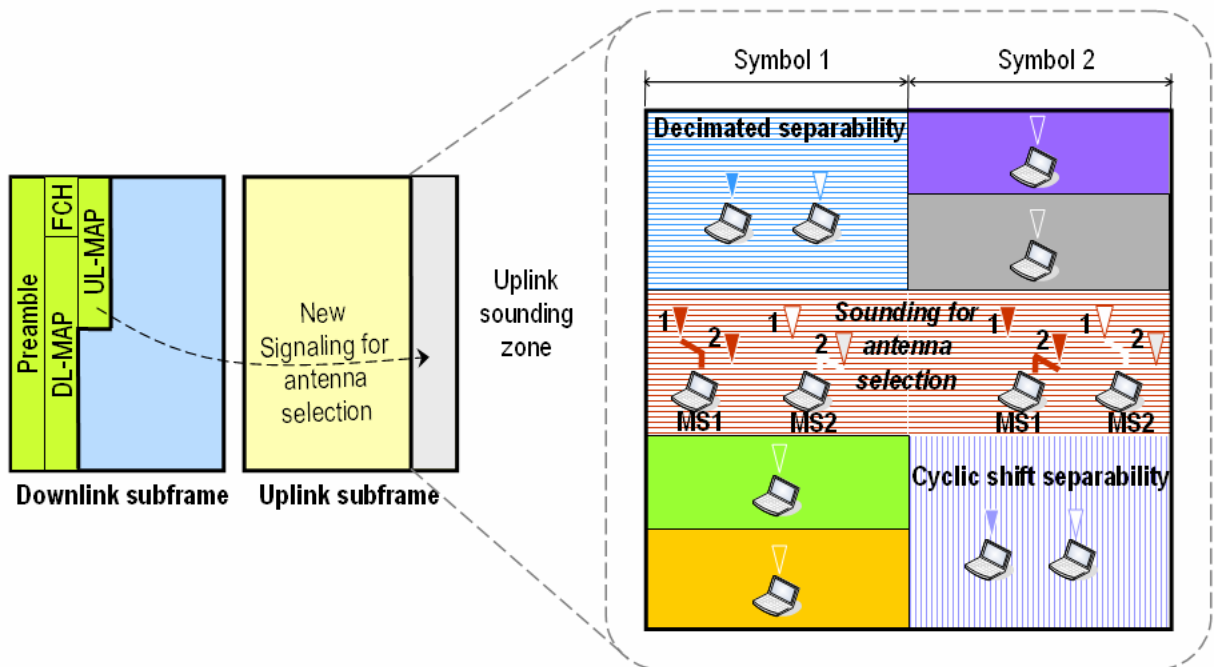 Symbol 1
Symbol 2
Decimated separability
Preamble
FCH
DL-MAP
UL-MAP
New
Signaling for
antenna
selection
Uplink
sounding
zone
Downlink subframe
Uplink subframe
Sounding for
antenna
selection
1
2
1
2
1
2
1
2
MS1
MS2
MS1
MS2
Cyclic shift separability